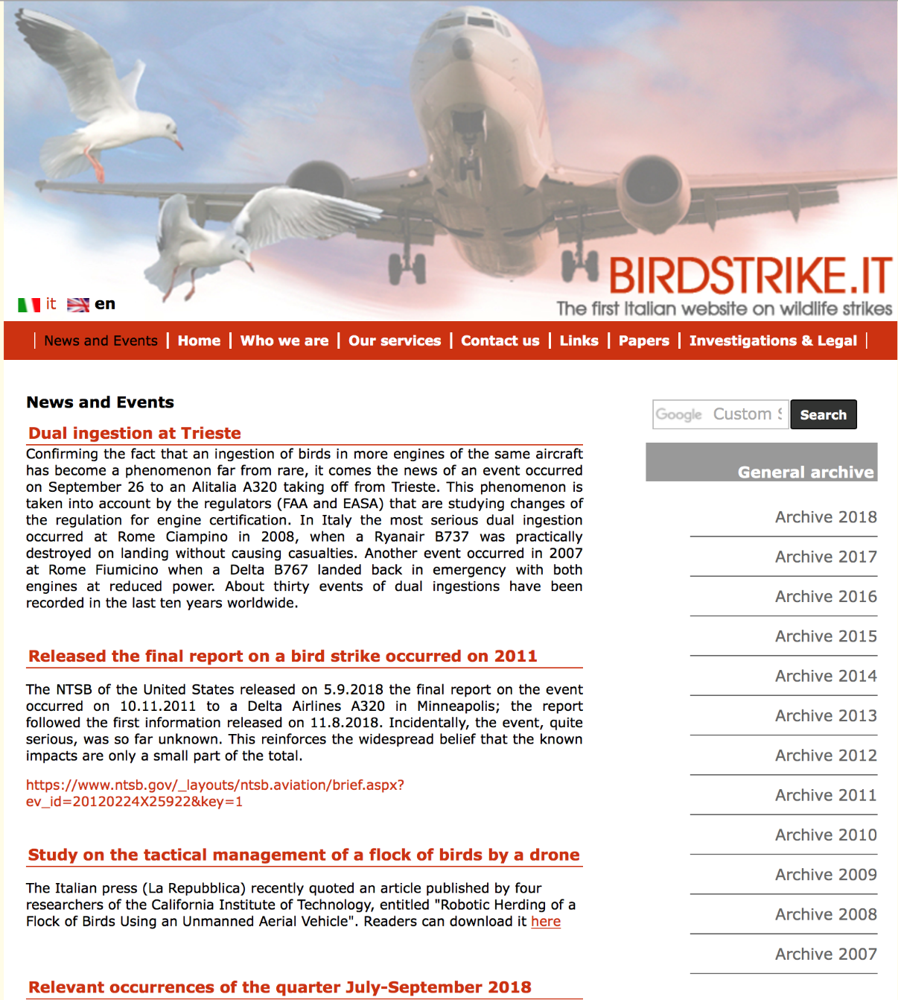 BIRDSTRIKE.IT
The first Italian website on wildlife strikes
it en
News and Events | Home | Who we are | Our services | Contact us | Links | Papers | Investigations & Legal
News and Events
Dual ingestion at Trieste
Confirming the fact that an ingestion of birds in more engines of the same aircraft
has become a phenomenon far from rare, it comes the news of an event occurred
on September 26 to an Alitalia A320 taking off from Trieste. This phenomenon is
taken into account by the regulators (FAA and EASA) that are studying changes of
the regulation for engine certification. In Italy the most serious dual ingestion
occurred at Rome Ciampino in 2008, when a Ryanair B737 was practically
destroyed on landing without causing casualties. Another event occurred in 2007
at Rome Fiumicino when a Delta B767 landed back in emergency with both
engines at reduced power. About thirty events of dual ingestions have been
recorded in the last ten years worldwide.
Released the final report on a bird strike occurred on 2011
The NTSB of the United States released on 5.9.2018 the final report on the event
occurred on 10.11.2011 to a Delta Airlines A320 in Minneapolis; the report
followed the first information released on 11.8.2018. Incidentally, the event, quite
serious, was so far unknown. This reinforces the widespread belief that the known
impacts are only a small part of the total.
https://www.ntsb.gov/_layouts/ntsb.aviation/brief.aspx?
ev_id=20120224X25922&key=1
Study on the tactical management of a flock of birds by a drone
The Italian press (La Repubblica) recently quoted an article published by four
researchers of the California Institute of Technology, entitled "Robotic Herding of a
Flock of Birds Using an Unmanned Aerial Vehicle". Readers can download it here
Relevant occurrences of the quarter July-September 2018
Google Custom S
Search
General archive
Archive 2018
Archive 2017
Archive 2016
Archive 2015
Archive 2014
Archive 2013
Archive 2012
Archive 2011
Archive 2010
Archive 2009
Archive 2008
Archive 2007